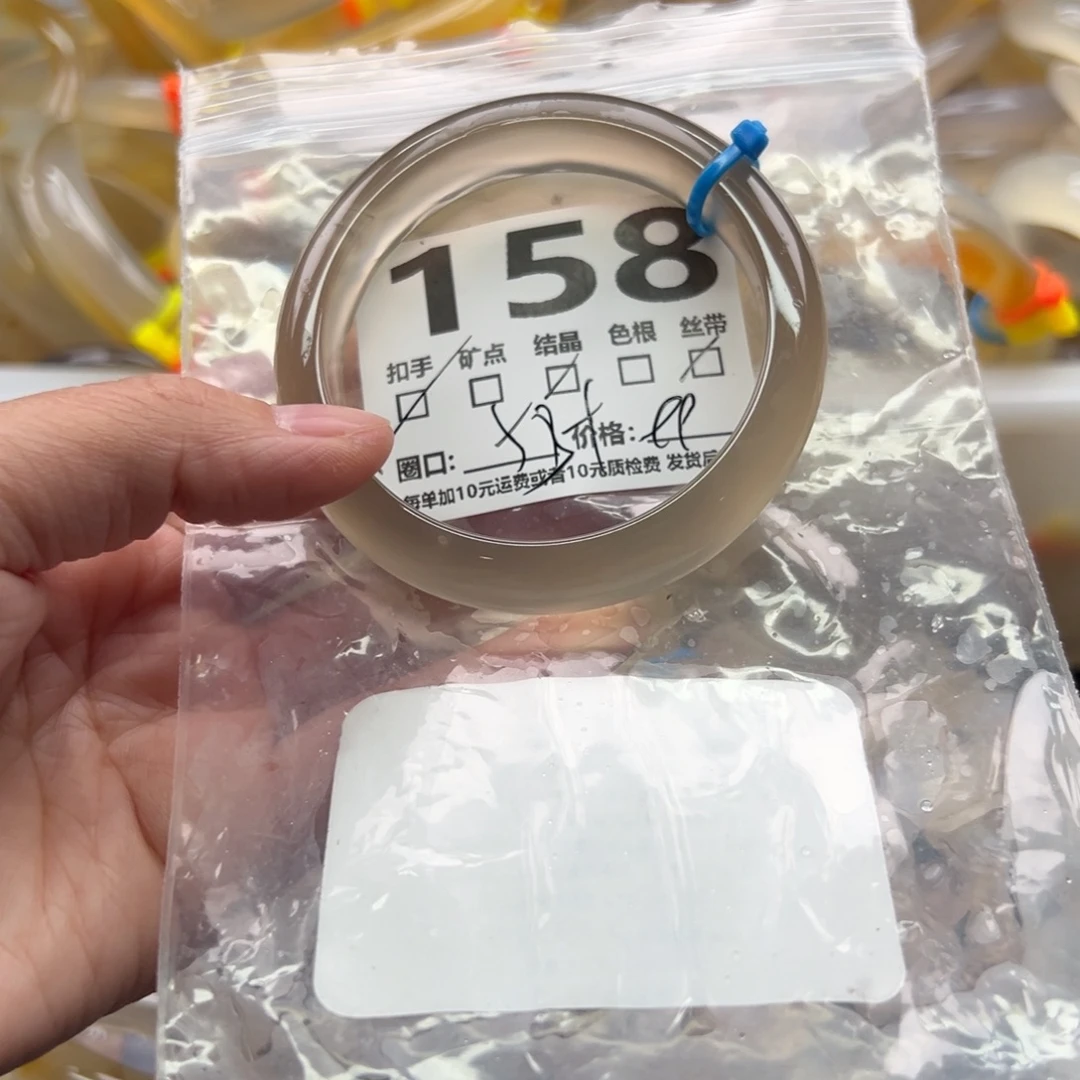 158
扣手 矿点 结晶 色根 丝带
圈口: 价格:
每单加10元运费或者10元质检费 发货后